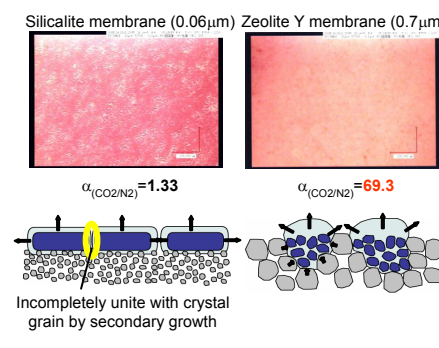 Silicalite membrane (0.06μm) Zeolite Y membrane (0.7μm)
α(CO2/N2)=1.33
α(CO2/N2)=69.3
Incompletely unite with crystal
grain by secondary growth